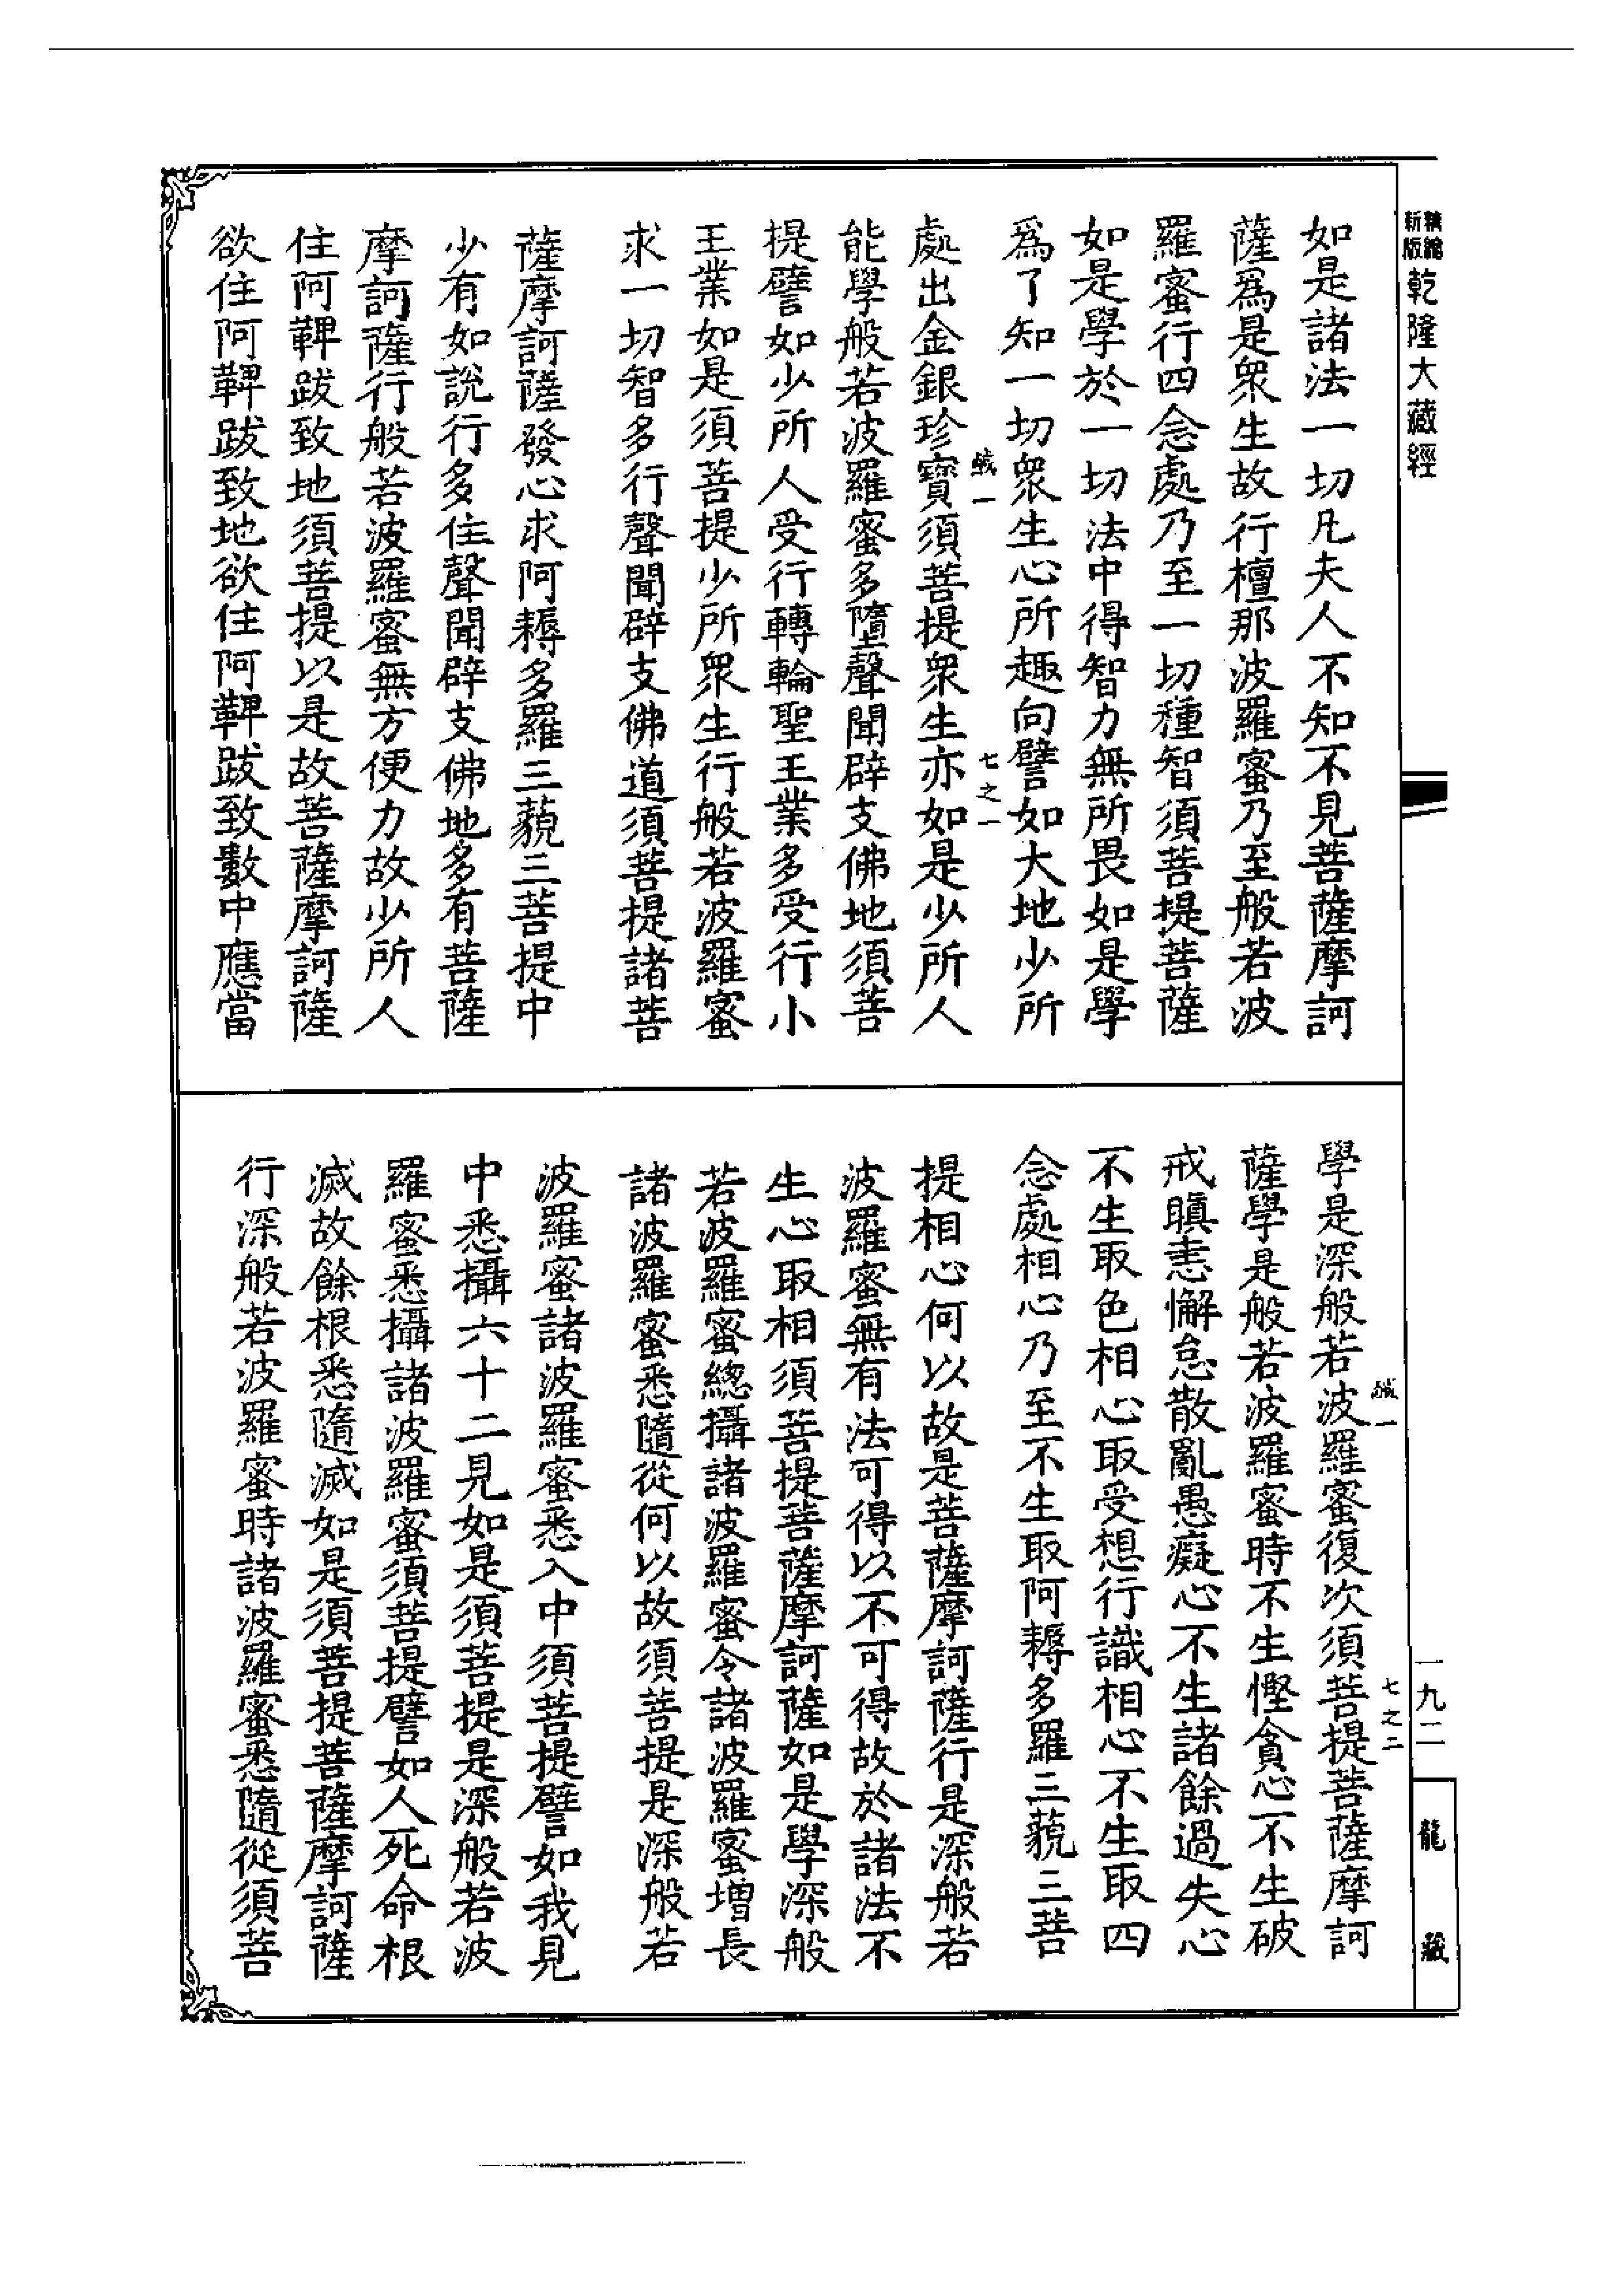 精繪新版乾隆大藏經
如是諸法一切凡夫人不知不見菩薩摩訶
薩爲是衆生故行檀那波羅蜜乃至般若波
羅蜜行四念處乃至一切種智須菩提菩薩
如是學於一切法中得智力無所畏如是學
爲了知一切衆生心所趣向譬如大地少所
鹹一 七之一
處出金銀珍寶須菩提衆生亦如是少所人
能學般若波羅蜜多墮聲聞辟支佛地須菩
提譬如少所人受行轉輪聖王業多受行小
王業如是須菩提少所衆生行般若波羅蜜
求一切智多行聲聞辟支佛道須菩提諸菩
薩摩訶薩發心求阿耨多羅三藐三菩提中
少有如說行多住聲聞辟支佛地多有菩薩
摩訶薩行般若波羅蜜無方便力故少所人
住阿鞞跋致地須菩提以是故菩薩摩訶薩
欲住阿鞞跋致地欲住阿鞞跋致數中應當
一九二
龍藏
鹹一 七之二
學是深般若波羅蜜復次須菩提菩薩摩訶
薩學是般若波羅蜜時不生慳貪心不生破
戒瞋恚懈怠散亂愚癡心不生諸餘過失心
不生取色相心取受想行識相心不生取四
念處相心乃至不生取阿耨多羅三藐三菩
提相心何以故是菩薩摩訶薩行是深般若
波羅蜜無有法可得以不可得故於諸法不
生心取相須菩提菩薩摩訶薩如是學深般
若波羅蜜總攝諸波羅蜜令諸波羅蜜增長
諸波羅蜜悉隨從何以故須菩提是深般若
波羅蜜諸波羅蜜悉入中須菩提譬如我見
中悉攝六十二見如是須菩提是深般若波
羅蜜悉攝諸波羅蜜須菩提譬如人死命根
滅故餘根悉隨滅如是須菩提菩薩摩訶薩
行深般若波羅蜜時諸波羅蜜悉隨從須菩